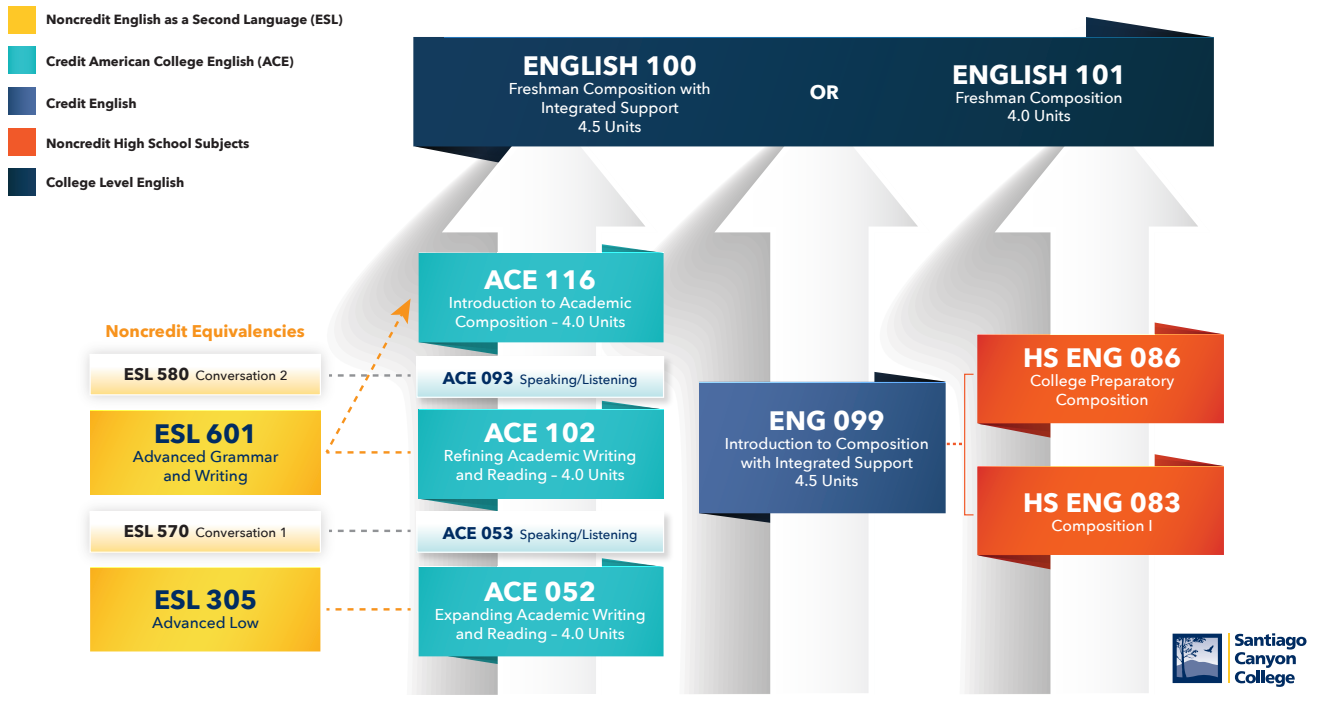 Noncredit English as a Second Language (ESL)
Credit American College English (ACE)
Credit English
Noncredit High School Subjects
College Level English
ENGLISH 100
Freshman Composition with
Integrated Support
4.5 Units
OR
ENGLISH 101
Freshman Composition
4.0 Units
Noncredit Equivalencies
ESL 580 Conversation 2
ESL 601
Advanced Grammar
and Writing
ESL 570 Conversation 1
ESL 305
Advanced Low
ACE 116
Introduction to Academic
Composition – 4.0 Units
ACE 093 Speaking/Listening
ACE 102
Refining Academic Writing
and Reading – 4.0 Units
ACE 053 Speaking/Listening
ACE 052
Expanding Academic Writing
and Reading – 4.0 Units
ENG 099
Introduction to Composition
with Integrated Support
4.5 Units
HS ENG 086
College Preparatory
Composition
HS ENG 083
Composition I
Santiago
Canyon
College